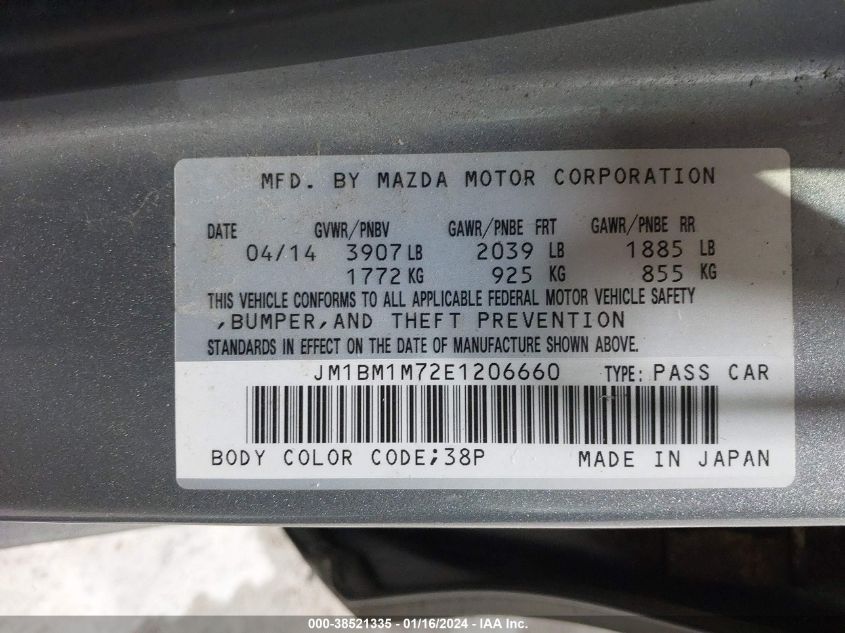 MFD. BY MAZDA MOTOR CORPORATION
DATE GVWR/PNBV GAWR/PNBE FRT GAWR/PNBE RR
04/14 3907 LB 2039 LB 1885 LB
1772 KG 925 KG 855 KG
THIS VEHICLE CONFORMS TO ALL APPLICABLE FEDERAL MOTOR VEHICLE SAFETY
,BUMPER,AND THEFT PREVENTION
STANDARDS IN EFFECT ON THE DATE OF MANUFACTURE SHOWN ABOVE.
JM1BM1M72E1206660 TYPE: PASS CAR
BODY COLOR CODE;38P MADE IN JAPAN
000-38521335 - 01/16/2024 - IAA Inc.